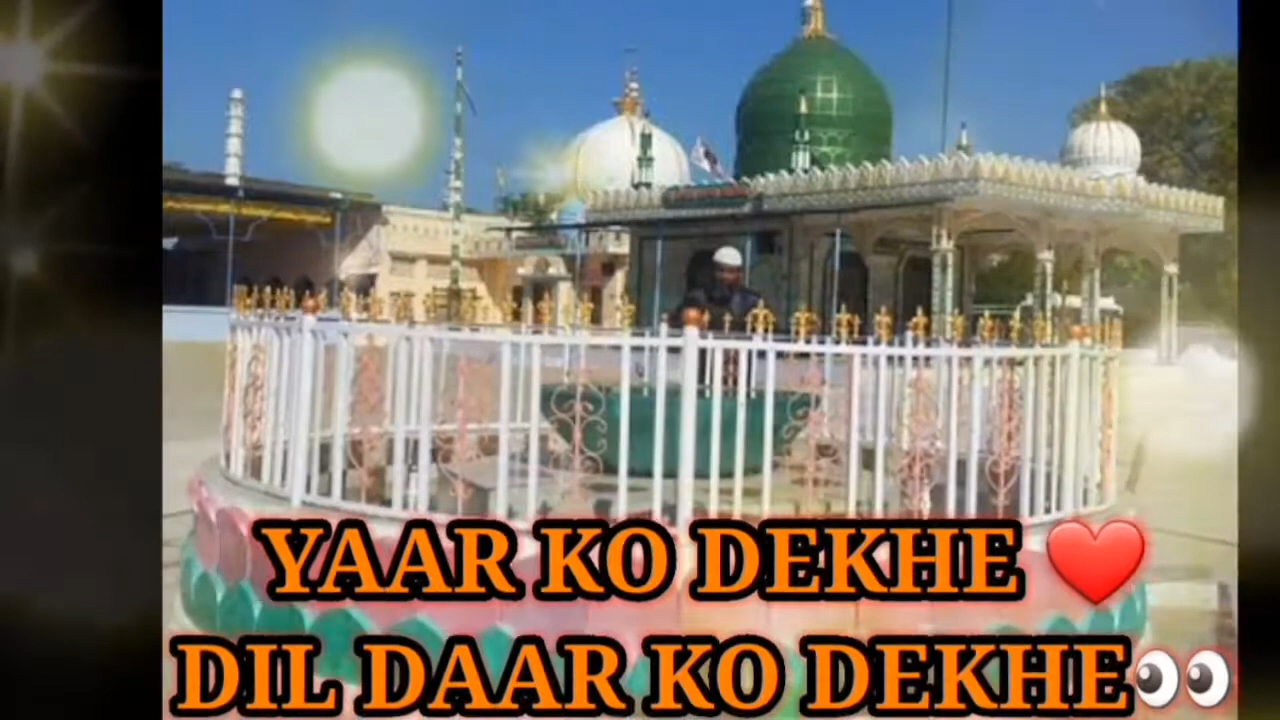 YAAR KO DEKHE ❤️
DIL DAAR KO DEKHE👀